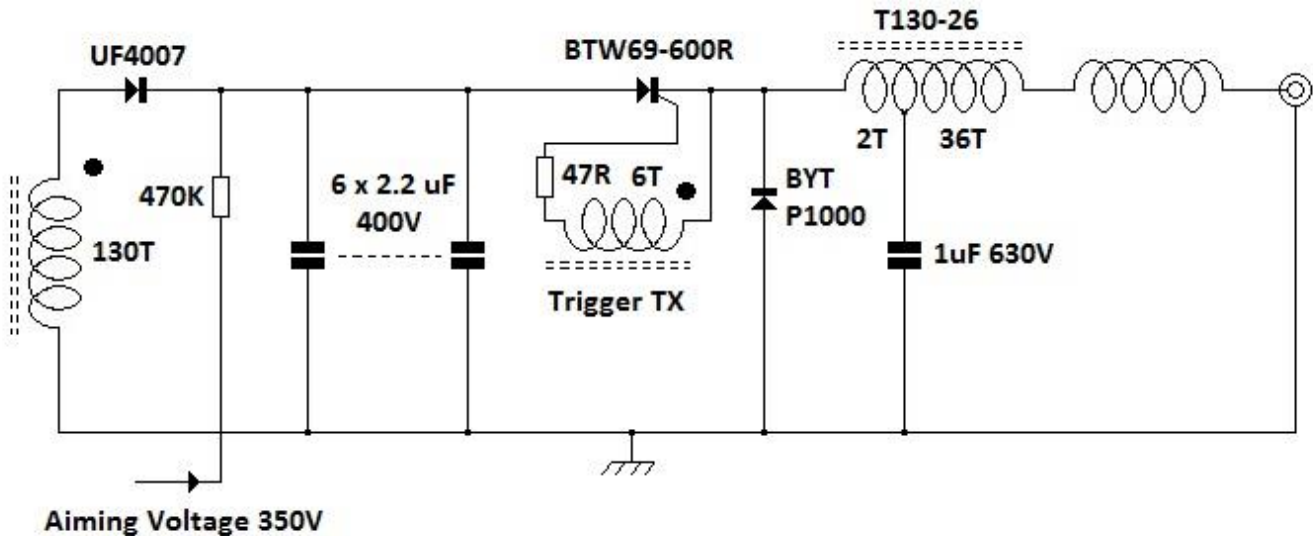 T130-26
UF4007
BTW69-600R
2T
36T
470K
6 x 2.2 uF
400V
47R
6T
BYT
P1000
130T
1uF 630V
Trigger TX
Aiming Voltage 350V